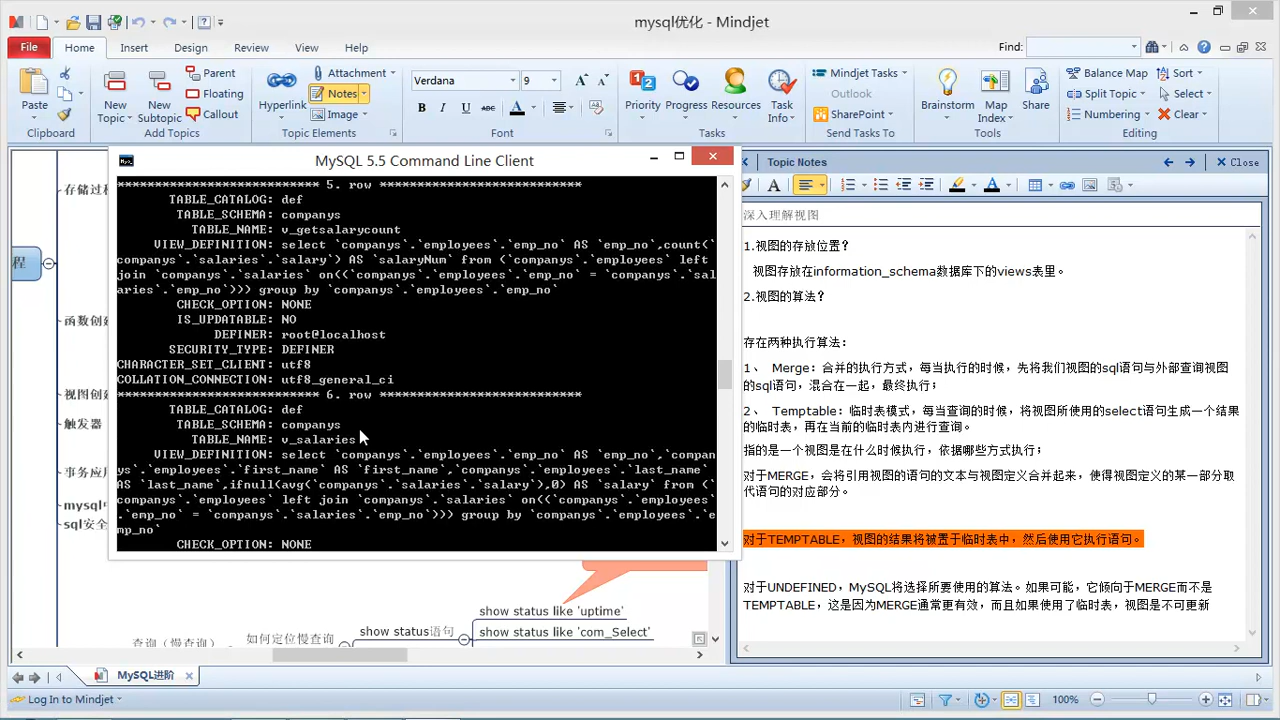 mysql优化 - Mindjet
File
Home
Insert
Design
Review
View
Help
Find:
Paste
Clipboard
New Topic
New Subtopic
Parent
Floating
Callout
Add Topics
Hyperlink
Attachment
Notes
Image
Topic Elements
Verdana
9
B I U abc A
Font
Priority
Progress
Resources
Task Info
Tasks
Mindjet Tasks
Outlook
SharePoint
Send Tasks To
Brainstorm
Map Index
Share
Tools
Balance Map
Split Topic
Numbering
Sort
Select
Clear
Editing
存储过
程
函数创建
视图创建
触发器
事务应用
mysql
sql安全
MySQL 5.5 Command Line Client
*************************** 5. row ***************************
TABLE_CATALOG: def
TABLE_SCHEMA: companys
TABLE_NAME: v_getsalarycount
VIEW_DEFINITION: select `companys`.`employees`.`emp_no` AS `emp_no`,count(`
companys`.`salaries`.`salary`) AS `salaryNum` from (`companys`.`employees` left
join `companys`.`salaries` on((`companys`.`employees`.`emp_no` = `companys`.`sal
aries`.`emp_no`))) group by `companys`.`employees`.`emp_no`
CHECK_OPTION: NONE
IS_UPDATABLE: NO
DEFINER: root@localhost
SECURITY_TYPE: DEFINER
CHARACTER_SET_CLIENT: utf8
COLLATION_CONNECTION: utf8_general_ci
*************************** 6. row ***************************
TABLE_CATALOG: def
TABLE_SCHEMA: companys
TABLE_NAME: v_salaries
VIEW_DEFINITION: select `companys`.`employees`.`emp_no` AS `emp_no`,`compan
ys`.`employees`.`first_name` AS `first_name`,`companys`.`employees`.`last_name`
AS `last_name`,ifnull(avg(`companys`.`salaries`.`salary`),0) AS `salary` from (`
companys`.`employees` left join `companys`.`salaries` on((`companys`.`employees`
.`emp_no` = `companys`.`salaries`.`emp_no`))) group by `companys`.`employees`.`e
mp_no`
CHECK_OPTION: NONE
Topic Notes
Close
深入理解视图
1.视图的存放位置？
视图存放在information_schema数据库下的views表里。
2.视图的算法？
存在两种执行算法：
1、 Merge：合并的执行方式，每当执行的时候，先将我们视图的sql语句与外部查询视图
的sql语句，混合在一起，最终执行；
2、 Temptable：临时表模式，每当查询的时候，将视图所使用的select语句生成一个结果
的临时表，再在当前的临时表内进行查询。
指的是一个视图是在什么时候执行，依据哪些方式执行；
对于MERGE，会将引用视图的语句的文本与视图定义合并起来，使得视图定义的某一部分取
代语句的对应部分。
对于TEMPTABLE，视图的结果将被置于临时表中，然后使用它执行语句。
对于UNDEFINED，MySQL将选择所要使用的算法。如果可能，它倾向于MERGE而不是
TEMPTABLE，这是因为MERGE通常更有效，而且如果使用了临时表，视图是不可更新
查询（慢查询）
如何定位慢查询
show status语句
show status like 'uptime'
show status like 'com_Select'
MySQL进阶
Log In to Mindjet
100%